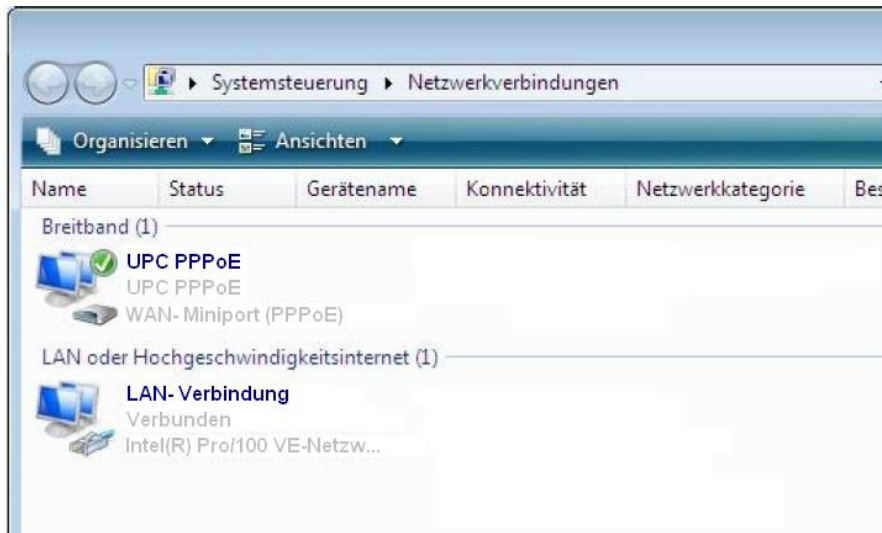 Systemsteuerung Netzwerkverbindungen
Organisieren Ansichten
Name Status Gerätename Konnektivität Netzwerkkategorie Bes
Breitband (1)
UPC PPPoE
UPC PPPoE
WAN- Miniport (PPPoE)
LAN oder Hochgeschwindigkeitsinternet (1)
LAN- Verbindung
Verbunden
Intel(R) Pro/100 VE-Netzw...